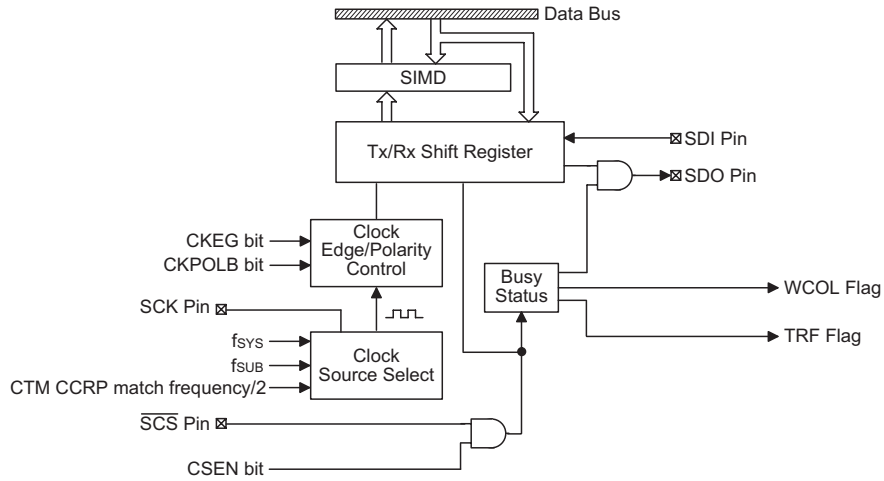 Data Bus
SIMD
Tx/Rx Shift Register
SDI Pin
SDO Pin
CKEG bit
CKPOLB bit
Clock
Edge/Polarity
Control
Busy
Status
WCOL Flag
TRF Flag
SCK Pin
fSYS
fSUB
CTM CCRP match frequency/2
Clock
Source Select
SCS Pin
CSEN bit